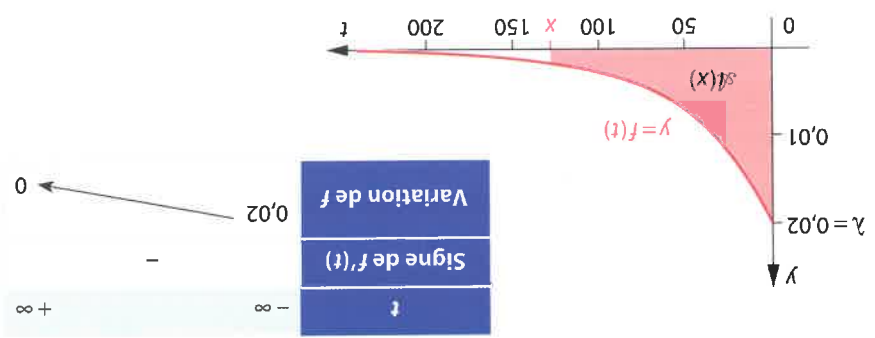 y
λ = 0,02
0,01
y = f(t)
𝒜(x)
0 50 100 x 150 200 t
t −∞ +∞
Signe de f′(t) −
Variation de f 0,02 0